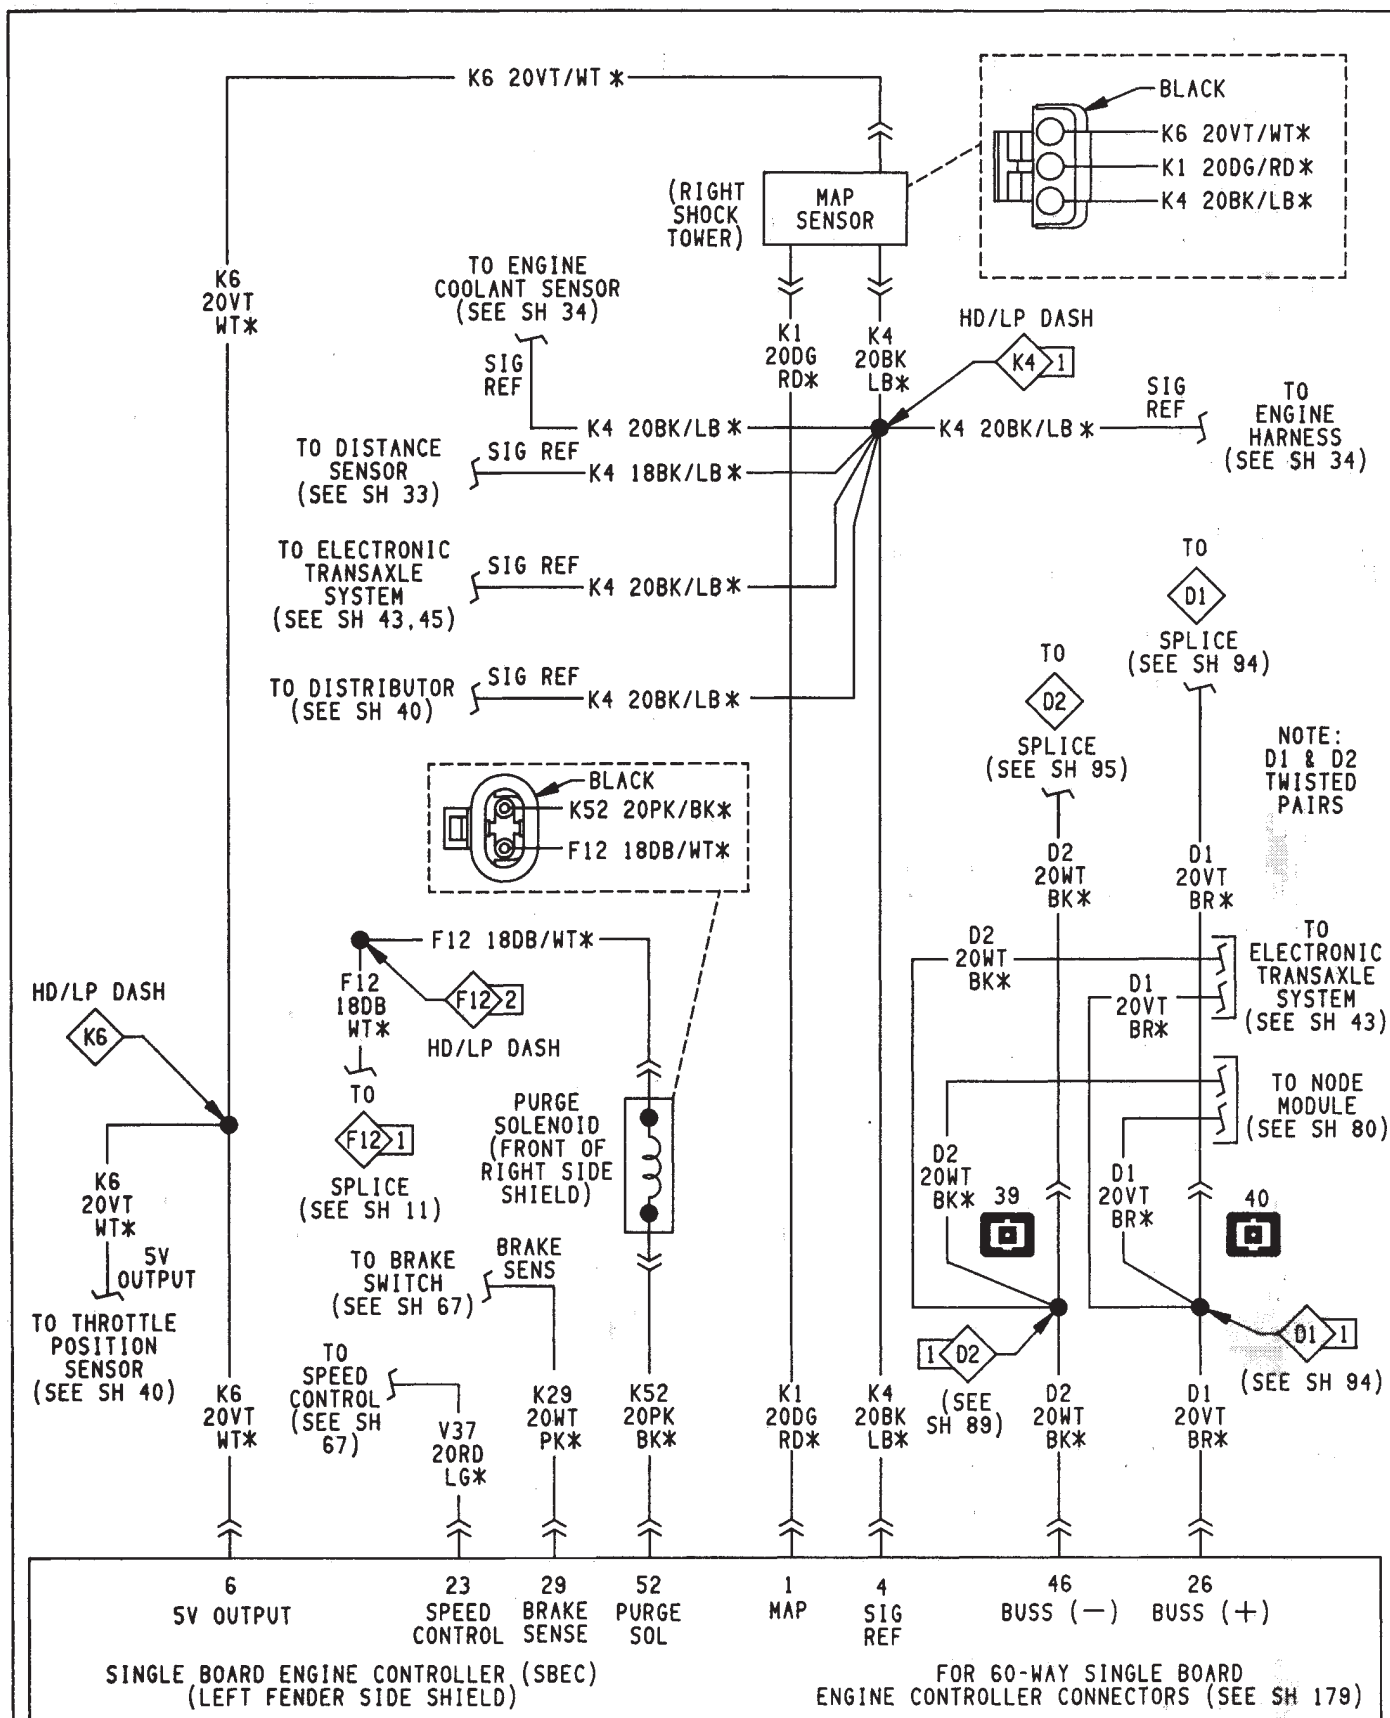 K6 20VT/WT*
BLACK
K6 20VT/WT*
K1 20DG/RD*
K4 20BK/LB*
(RIGHT
SHOCK
TOWER)
MAP
SENSOR
K6
20VT
WT*
TO ENGINE
COOLANT SENSOR
(SEE SH 34)
SIG
REF
K1
20DG
RD*
K4
20BK
LB*
HD/LP DASH
K4 1
K4 20BK/LB*
K4 20BK/LB*
SIG
REF
TO
ENGINE
HARNESS
(SEE SH 34)
TO DISTANCE
SENSOR
(SEE SH 33)
SIG REF
K4 18BK/LB*
TO ELECTRONIC
TRANSAXLE
SYSTEM
(SEE SH 43,45)
SIG REF
K4 20BK/LB*
TO DISTRIBUTOR
(SEE SH 40)
SIG REF
K4 20BK/LB*
TO
D1
SPLICE
(SEE SH 94)
TO
D2
SPLICE
(SEE SH 95)
NOTE:
D1 & D2
TWISTED
PAIRS
BLACK
K52 20PK/BK*
F12 18DB/WT*
D2
20WT
BK*
D1
20VT
BR*
F12 18DB/WT*
F12
18DB
WT*
F12 2
HD/LP DASH
TO
F12 1
SPLICE
(SEE SH 11)
D2
20WT
BK*
D1
20VT
BR*
TO
ELECTRONIC
TRANSAXLE
SYSTEM
(SEE SH 43)
HD/LP DASH
K6
PURGE
SOLENOID
(FRONT OF
RIGHT SIDE
SHIELD)
TO NODE
MODULE
(SEE SH 80)
D2
20WT
BK*
39
D1
20VT
BR*
40
K6
20VT
WT*
5V
OUTPUT
TO THROTTLE
POSITION
SENSOR
(SEE SH 40)
TO BRAKE
SWITCH
(SEE SH 67)
BRAKE
SENS
TO
SPEED
CONTROL
(SEE SH
67)
1 D2
(SEE
SH 89)
D1 1
(SEE SH 94)
K6
20VT
WT*
V37
20RD
LG*
K29
20WT
PK*
K52
20PK
BK*
K1
20DG
RD*
K4
20BK
LB*
D2
20WT
BK*
D1
20VT
BR*
6
5V OUTPUT
23
SPEED
CONTROL
29
BRAKE
SENSE
52
PURGE
SOL
1
MAP
4
SIG
REF
46
BUSS (—)
26
BUSS (+)
SINGLE BOARD ENGINE CONTROLLER (SBEC)
(LEFT FENDER SIDE SHIELD)
FOR 60-WAY SINGLE BOARD
ENGINE CONTROLLER CONNECTORS (SEE SH 179)